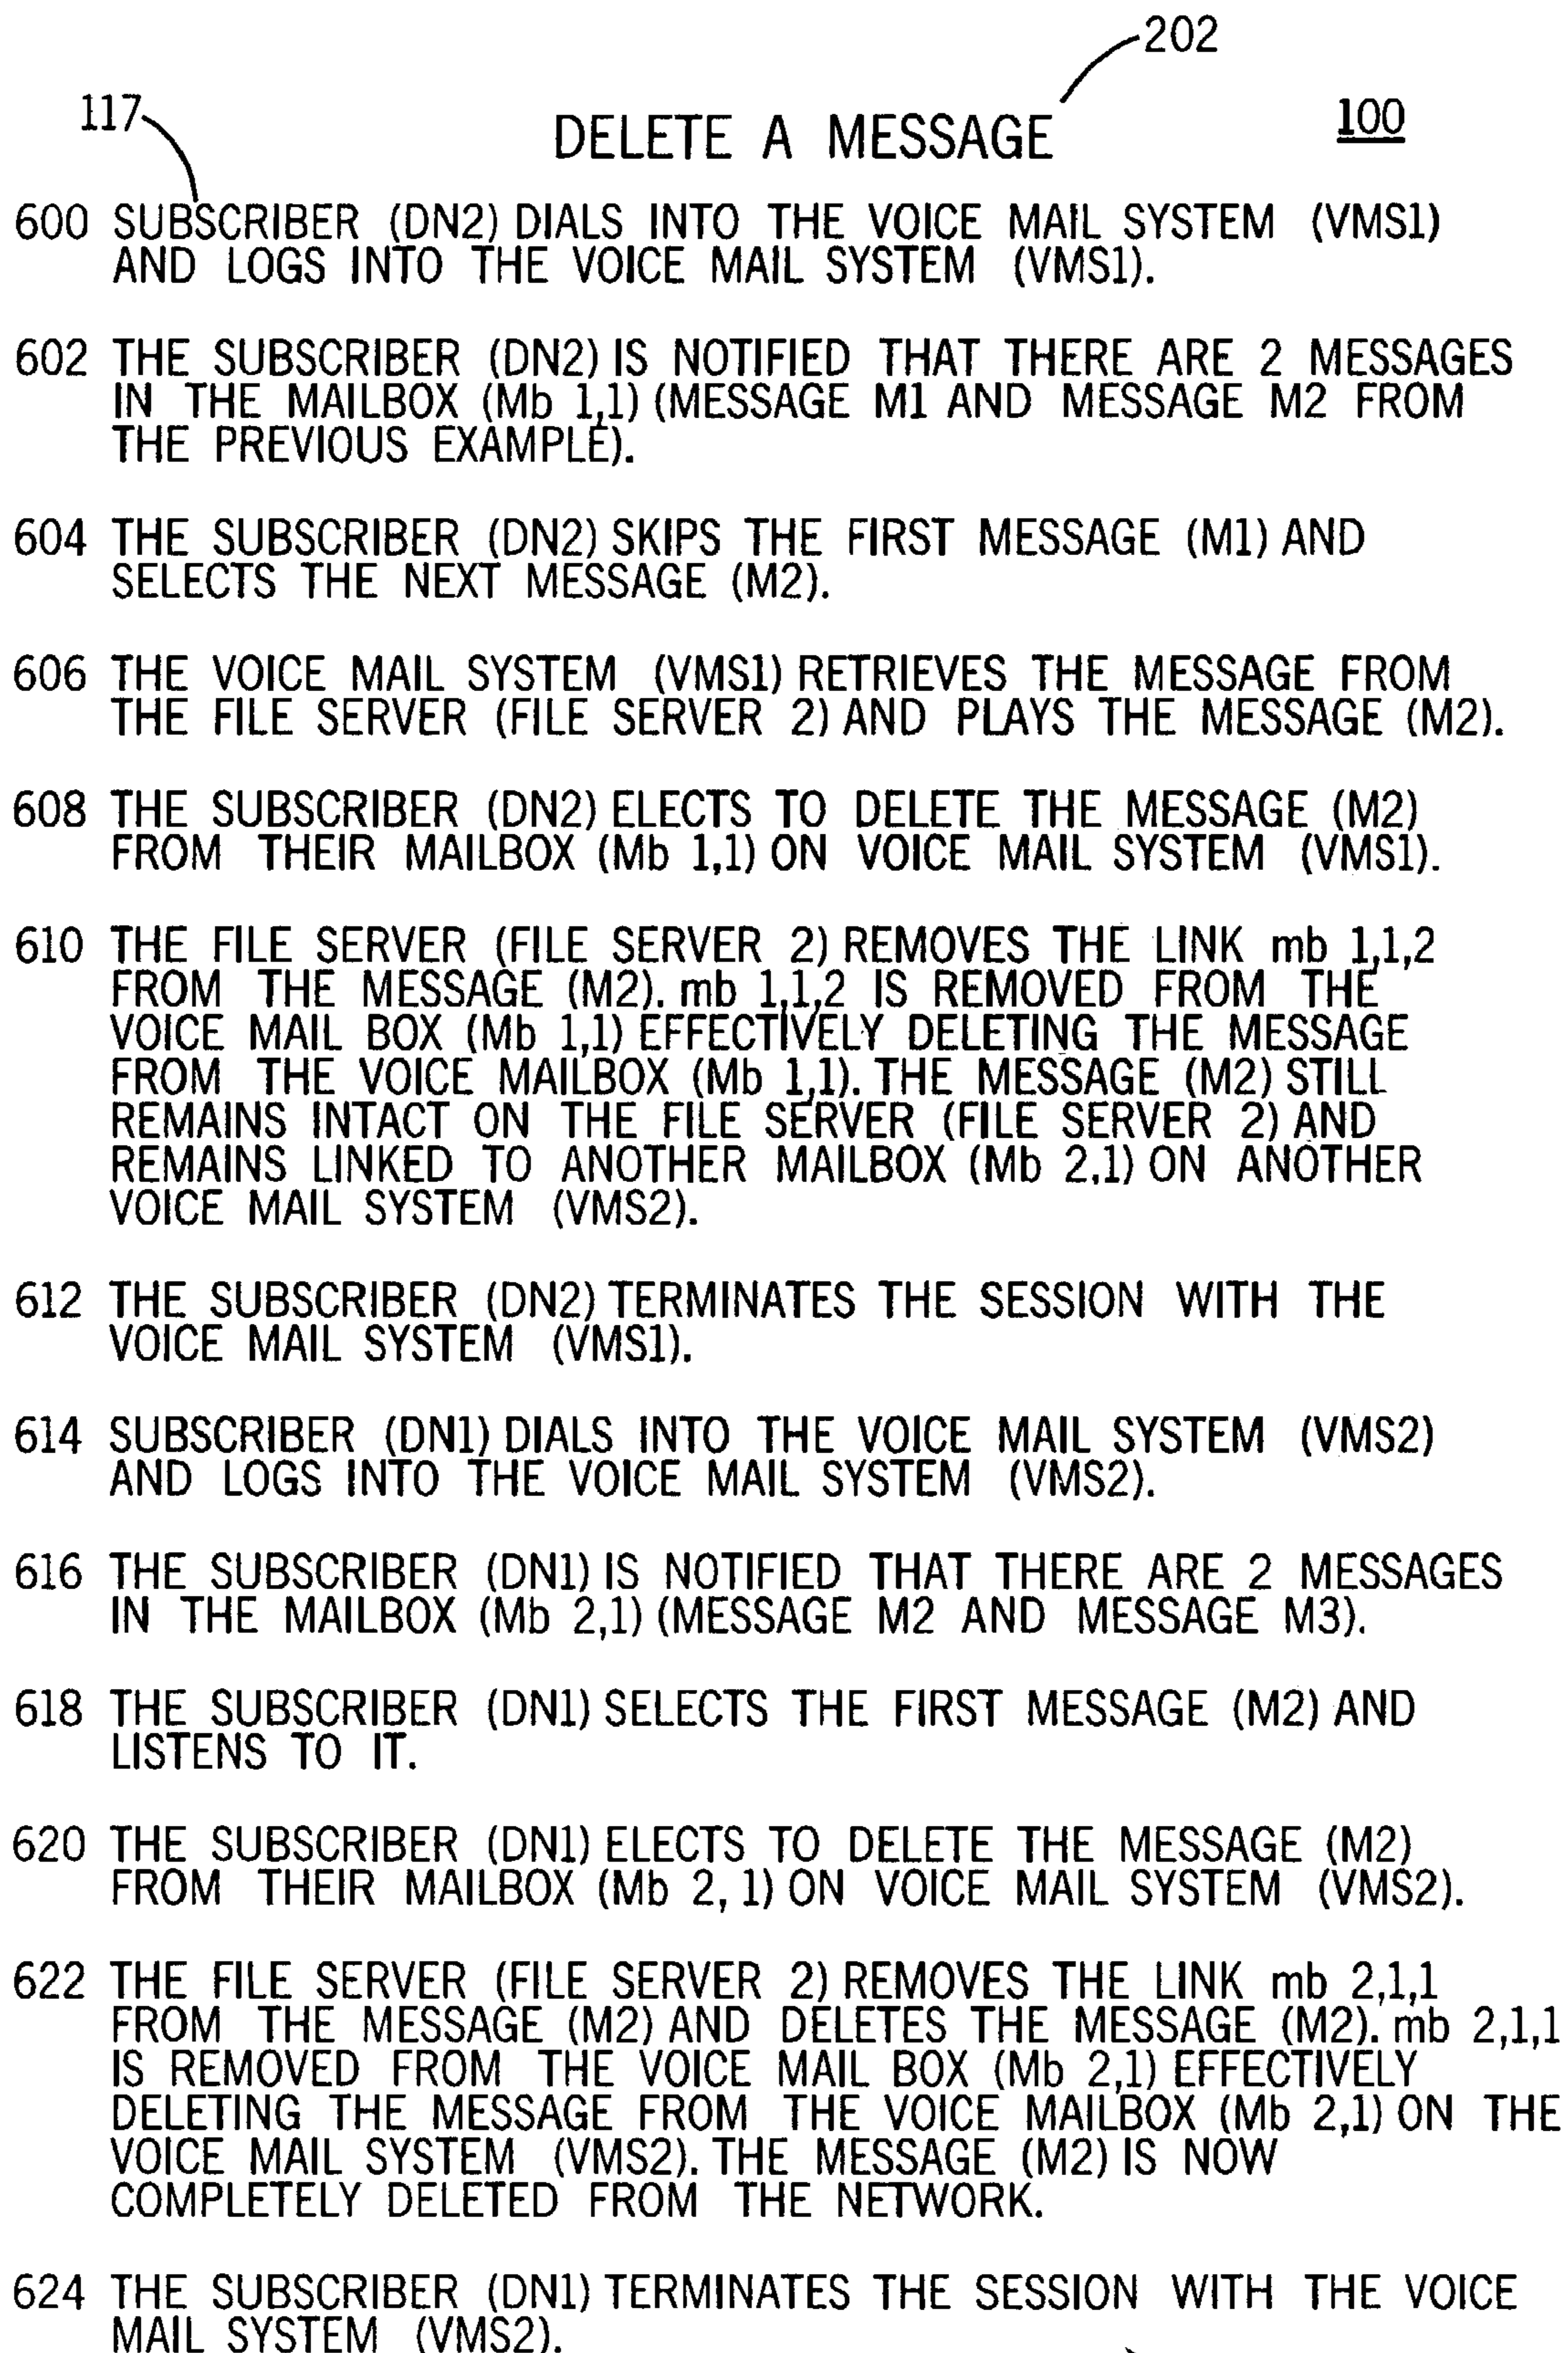 202
117
DELETE A MESSAGE
100
600 SUBSCRIBER (DN2) DIALS INTO THE VOICE MAIL SYSTEM (VMS1)
AND LOGS INTO THE VOICE MAIL SYSTEM (VMS1).
602 THE SUBSCRIBER (DN2) IS NOTIFIED THAT THERE ARE 2 MESSAGES
IN THE MAILBOX (Mb 1,1) (MESSAGE M1 AND MESSAGE M2 FROM
THE PREVIOUS EXAMPLE).
604 THE SUBSCRIBER (DN2) SKIPS THE FIRST MESSAGE (M1) AND
SELECTS THE NEXT MESSAGE (M2).
606 THE VOICE MAIL SYSTEM (VMS1) RETRIEVES THE MESSAGE FROM
THE FILE SERVER (FILE SERVER 2) AND PLAYS THE MESSAGE (M2).
608 THE SUBSCRIBER (DN2) ELECTS TO DELETE THE MESSAGE (M2)
FROM THEIR MAILBOX (Mb 1,1) ON VOICE MAIL SYSTEM (VMS1).
610 THE FILE SERVER (FILE SERVER 2) REMOVES THE LINK mb 1,1,2
FROM THE MESSAGE (M2). mb 1,1,2 IS REMOVED FROM THE
VOICE MAIL BOX (Mb 1,1) EFFECTIVELY DELETING THE MESSAGE
FROM THE VOICE MAILBOX (Mb 1,1). THE MESSAGE (M2) STILL
REMAINS INTACT ON THE FILE SERVER (FILE SERVER 2) AND
REMAINS LINKED TO ANOTHER MAILBOX (Mb 2,1) ON ANOTHER
VOICE MAIL SYSTEM (VMS2).
612 THE SUBSCRIBER (DN2) TERMINATES THE SESSION WITH THE
VOICE MAIL SYSTEM (VMS1).
614 SUBSCRIBER (DN1) DIALS INTO THE VOICE MAIL SYSTEM (VMS2)
AND LOGS INTO THE VOICE MAIL SYSTEM (VMS2).
616 THE SUBSCRIBER (DN1) IS NOTIFIED THAT THERE ARE 2 MESSAGES
IN THE MAILBOX (Mb 2,1) (MESSAGE M2 AND MESSAGE M3).
618 THE SUBSCRIBER (DN1) SELECTS THE FIRST MESSAGE (M2) AND
LISTENS TO IT.
620 THE SUBSCRIBER (DN1) ELECTS TO DELETE THE MESSAGE (M2)
FROM THEIR MAILBOX (Mb 2, 1) ON VOICE MAIL SYSTEM (VMS2).
622 THE FILE SERVER (FILE SERVER 2) REMOVES THE LINK mb 2,1,1
FROM THE MESSAGE (M2) AND DELETES THE MESSAGE (M2). mb 2,1,1
IS REMOVED FROM THE VOICE MAIL BOX (Mb 2,1) EFFECTIVELY
DELETING THE MESSAGE FROM THE VOICE MAILBOX (Mb 2,1) ON THE
VOICE MAIL SYSTEM (VMS2). THE MESSAGE (M2) IS NOW
COMPLETELY DELETED FROM THE NETWORK.
624 THE SUBSCRIBER (DN1) TERMINATES THE SESSION WITH THE VOICE
MAIL SYSTEM (VMS2).